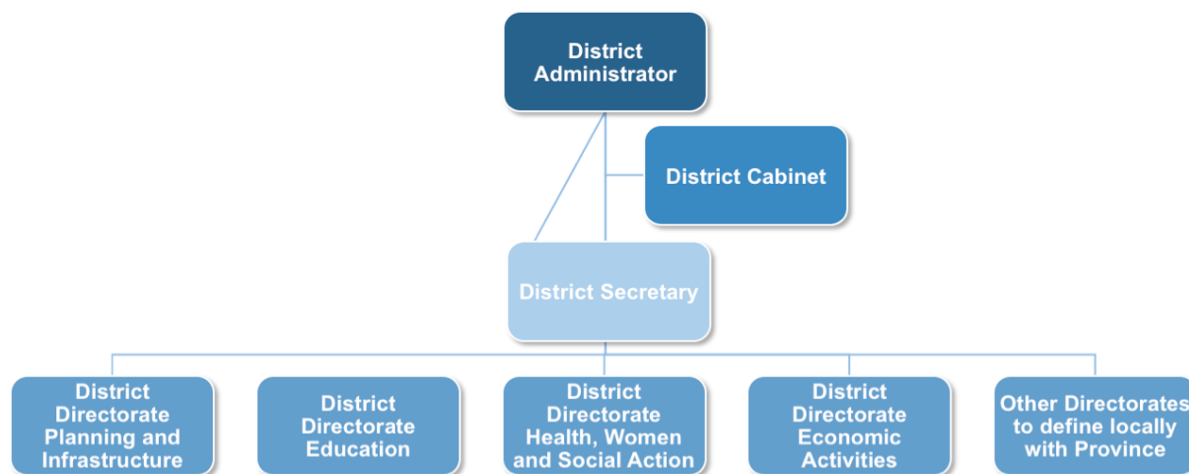 District
Administrator
District Cabinet
District Secretary
District
Directorate
Planning and
Infrastructure
District
Directorate
Education
District
Directorate
Health, Women
and Social Action
District
Directorate
Economic
Activities
Other Directorates
to define locally
with Province